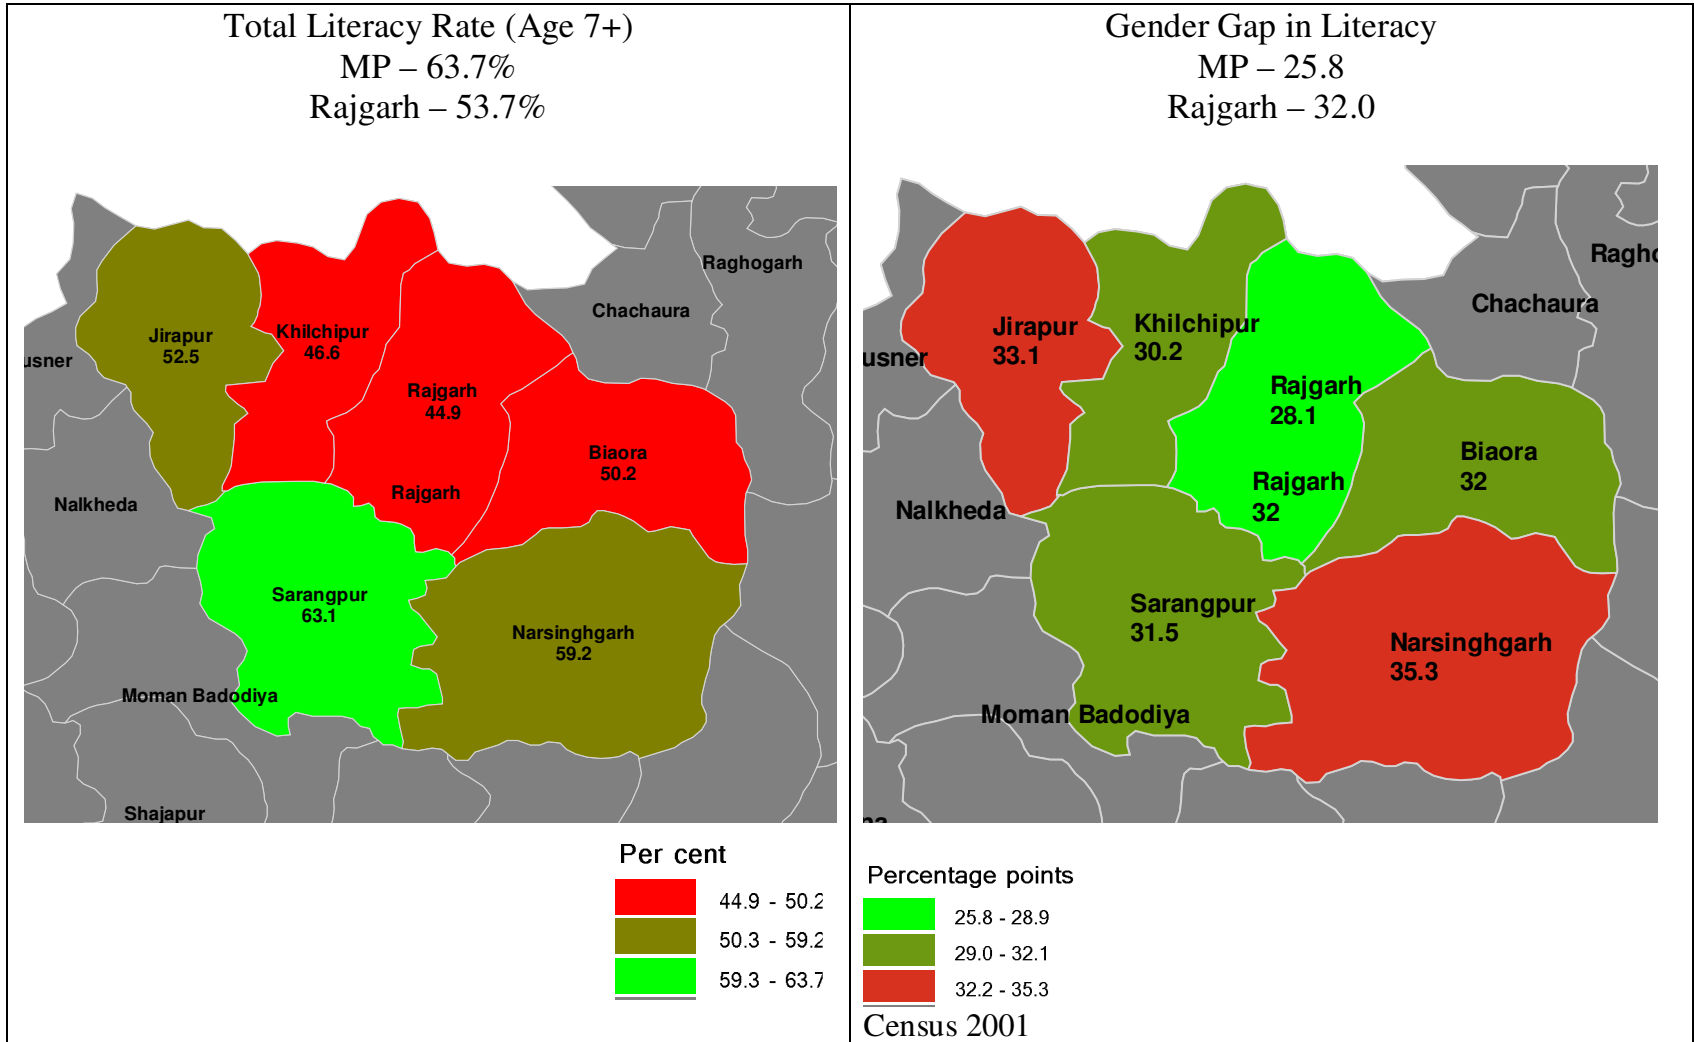 Total Literacy Rate (Age 7+)
MP – 63.7%
Rajgarh – 53.7%
Raghogarh
Chachaura
Jirapur
52.5
Khilchipur
46.6
usner
Rajgarh
44.9
Biaora
50.2
Rajgarh
Nalkheda
Sarangpur
63.1
Narsinghgarh
59.2
Moman Badodiya
Shajapur
Per cent
44.9 - 50.2
50.3 - 59.2
59.3 - 63.7
Gender Gap in Literacy
MP – 25.8
Rajgarh – 32.0
Ragho
Chachaura
Jirapur
33.1
Khilchipur
30.2
usner
Rajgarh
28.1
Biaora
32
Rajgarh
32
Nalkheda
Sarangpur
31.5
Narsinghgarh
35.3
Moman Badodiya
Percentage points
25.8 - 28.9
29.0 - 32.1
32.2 - 35.3
Census 2001